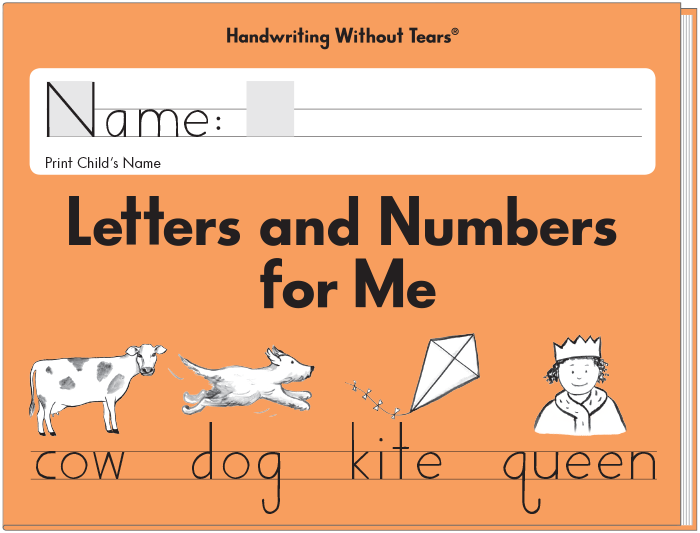 Handwriting Without Tears®
Name:
Print Child's Name
Letters and Numbers
for Me
cow dog kite queen